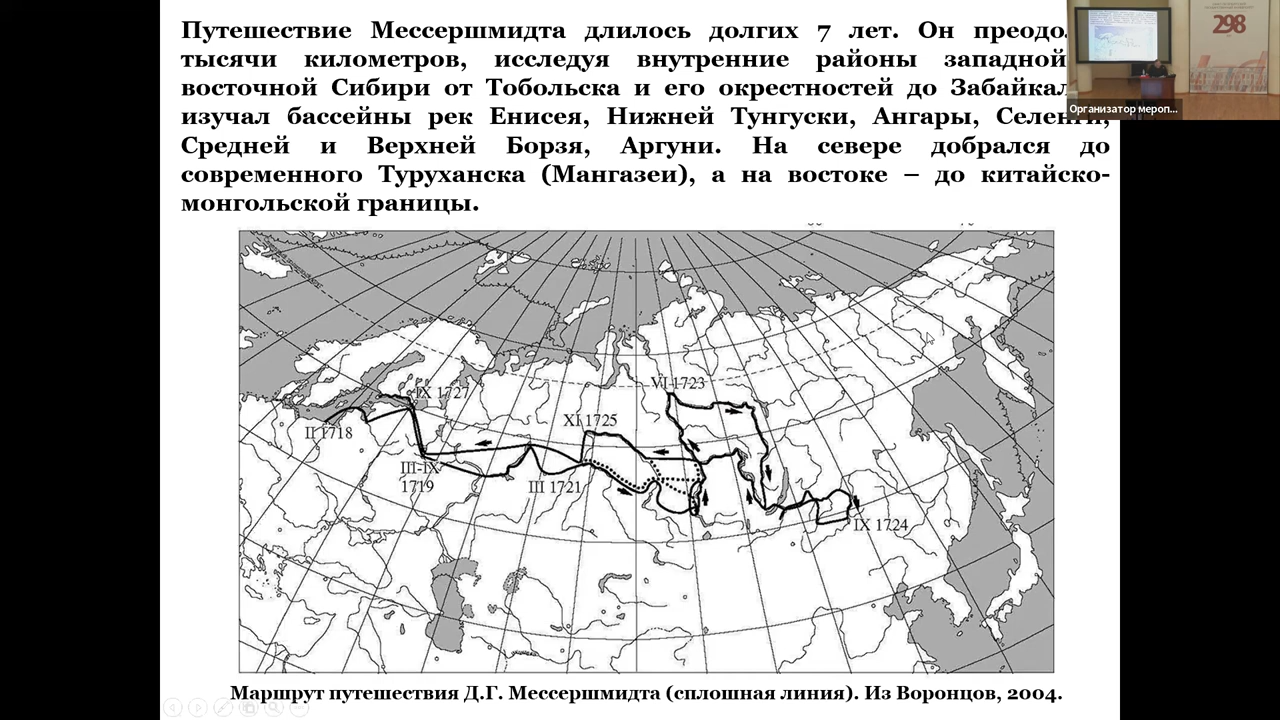 Путешествие Мессершмидта длилось долгих 7 лет. Он
тысячи километров, исследуя внутренние районы западной
восточной Сибири от Тобольска и его окрестностей до
изучал бассейны рек Енисея, Нижней Тунгуски, Ангары, Селенги,
Средней и Верхней Борзя, Аргуни. На севере добрался до
современного Туруханска (Мангазеи), а на востоке – до китайско-
монгольской границы.
298
Организатор мероп...
VI 1723
IX 1727
XI 1725
II 1718
III-IX
1719
III 1721
IX 1724
Маршрут путешествия Д.Г. Мессершмидта (сплошная линия). Из Воронцов, 2004.